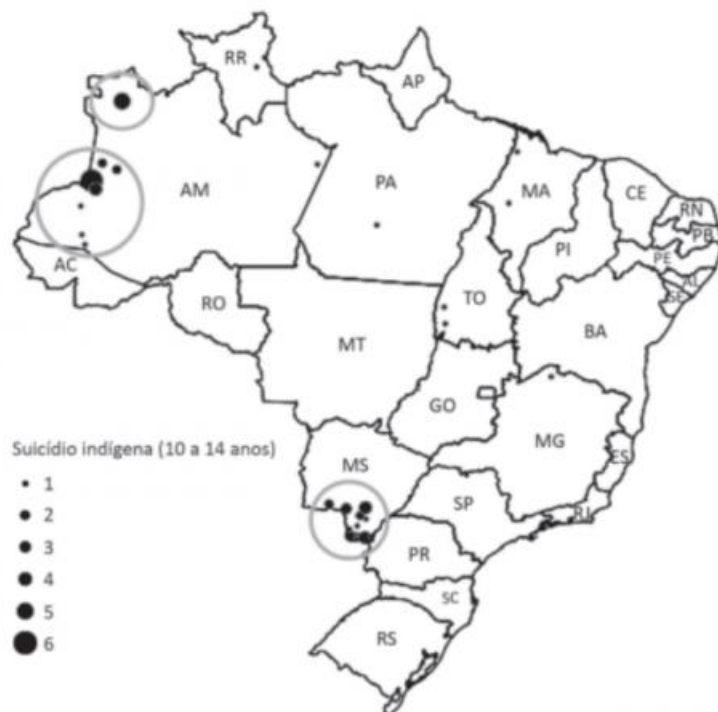 RR
AP
AM
PA
MA
CE
RN
PB
PE
AL
SE
PI
AC
RO
TO
BA
MT
GO
MG
ES
MS
SP
RJ
PR
SC
RS
Suicídio indígena (10 a 14 anos)
1
2
3
4
5
6